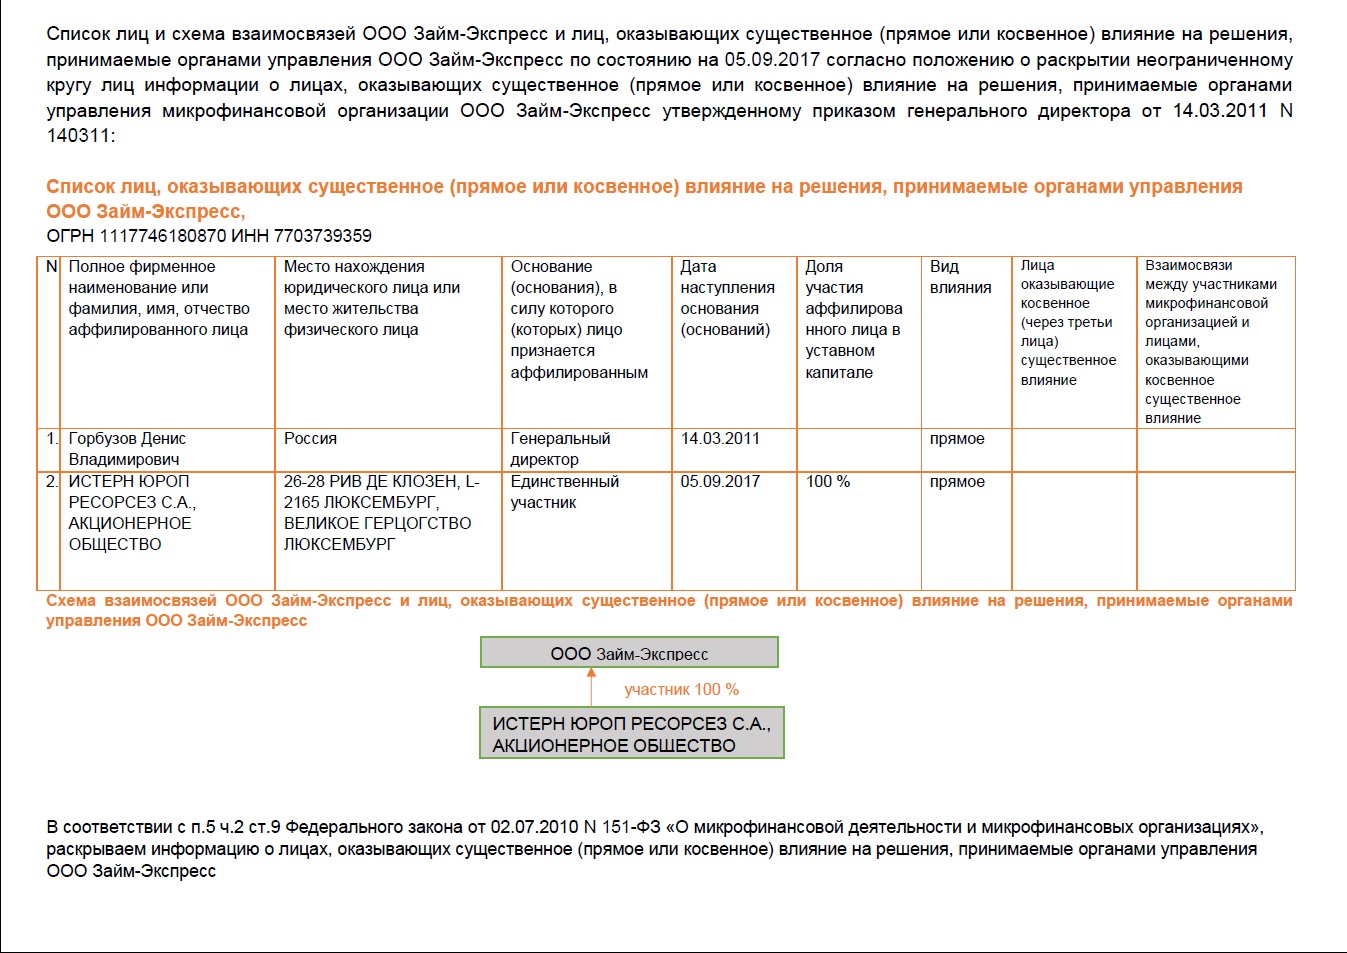 Список лиц и схема взаимосвязей ООО Займ-Экспресс и лиц, оказывающих существенное (прямое или косвенное) влияние на решения,
принимаемые органами управления ООО Займ-Экспресс по состоянию на 05.09.2017 согласно положению о раскрытии неограниченному
кругу лиц информации о лицах, оказывающих существенное (прямое или косвенное) влияние на решения, принимаемые органами
управления микрофинансовой организации ООО Займ-Экспресс утвержденному приказом генерального директора от 14.03.2011 N
140311:
Список лиц, оказывающих существенное (прямое или косвенное) влияние на решения, принимаемые органами управления
ООО Займ-Экспресс,
ОГРН 1117746180870 ИНН 7703739359
N
Полное фирменное
наименование или
фамилия, имя, отчество
аффилированного лица
Место нахождения
юридического лица или
место жительства
физического лица
Основание
(основания), в
силу которого
(которых) лицо
признается
аффилированным
Дата
наступления
основания
(оснований)
Доля
участия
аффилирова
нного лица в
уставном
капитале
Вид
влияния
Лица
оказывающие
косвенное
(через третьи
лица)
существенное
влияние
Взаимосвязи
между участниками
микрофинансовой
организацией и
лицами,
оказывающими
косвенное
существенное
влияние
1.
Горбузов Денис
Владимирович
Россия
Генеральный
директор
14.03.2011
прямое
2.
ИСТЕРН ЮРОП
РЕСОРСЕЗ С.А.,
АКЦИОНЕРНОЕ
ОБЩЕСТВО
26-28 РИВ ДЕ КЛОЗЕН, L-
2165 ЛЮКСЕМБУРГ,
ВЕЛИКОЕ ГЕРЦОГСТВО
ЛЮКСЕМБУРГ
Единственный
участник
05.09.2017
100 %
прямое
Схема взаимосвязей ООО Займ-Экспресс и лиц, оказывающих существенное (прямое или косвенное) влияние на решения, принимаемые органами
управления ООО Займ-Экспресс
ООО Займ-Экспресс
участник 100 %
ИСТЕРН ЮРОП РЕСОРСЕЗ С.А.,
АКЦИОНЕРНОЕ ОБЩЕСТВО
В соответствии с п.5 ч.2 ст.9 Федерального закона от 02.07.2010 N 151-ФЗ «О микрофинансовой деятельности и микрофинансовых организациях»,
раскрываем информацию о лицах, оказывающих существенное (прямое или косвенное) влияние на решения, принимаемые органами управления
ООО Займ-Экспресс